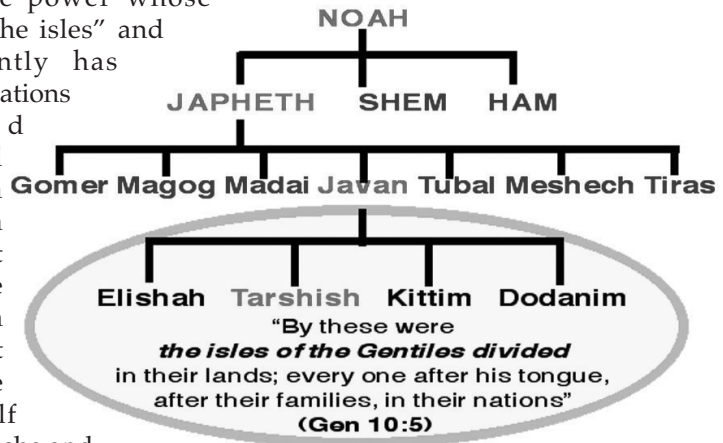 power whose
he isles” and
ntly has
ations
d
NOAH
JAPHETH SHEM HAM
Gomer Magog Madai Javan Tubal Meshech Tiras
Elishah Tarshish Kittim Dodanim
“By these were
the isles of the Gentiles divided
in their lands; every one after his tongue,
after their families, in their nations”
(Gen 10:5)